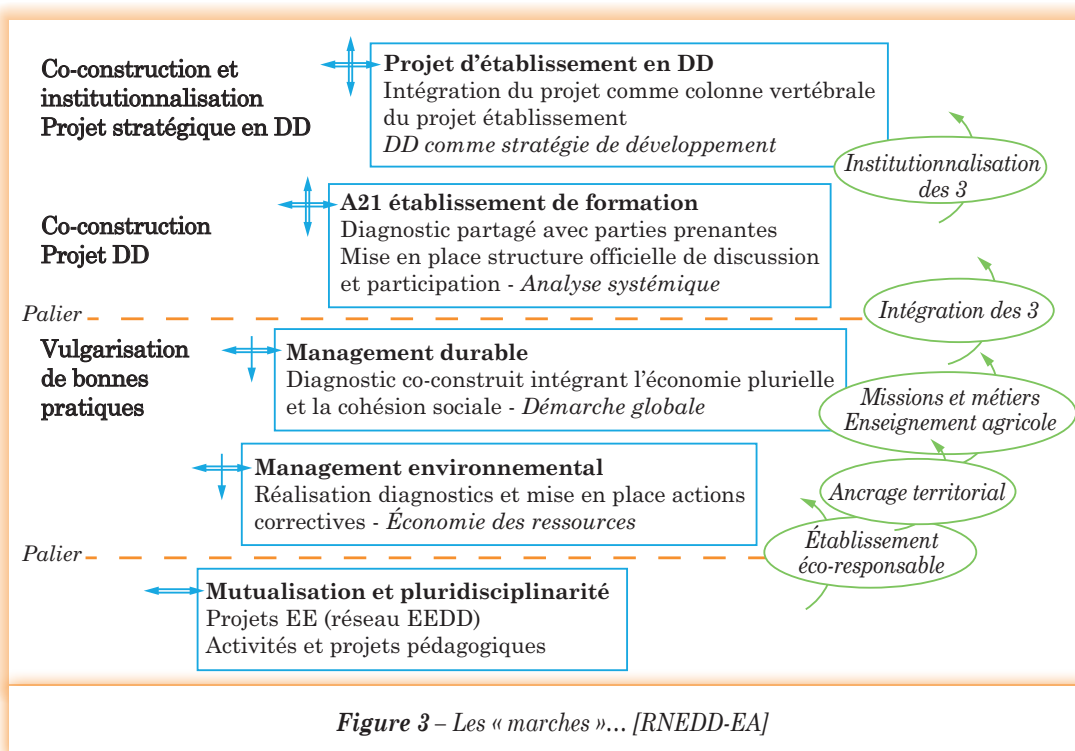 Co-construction et
institutionnalisation
Projet stratégique en DD
Projet d'établissement en DD
Intégration du projet comme colonne vertébrale
du projet établissement
DD comme stratégie de développement
Institutionnalisation
des 3
Co-construction
Projet DD
A21 établissement de formation
Diagnostic partagé avec parties prenantes
Mise en place structure officielle de discussion
et participation - Analyse systémique
Intégration des 3
Palier
Vulgarisation
de bonnes
pratiques
Management durable
Diagnostic co-construit intégrant l'économie plurielle
et la cohésion sociale - Démarche globale
Missions et métiers
Enseignement agricole
Management environnemental
Réalisation diagnostics et mise en place actions
correctives - Économie des ressources
Ancrage territorial
Établissement
éco-responsable
Palier
Mutualisation et pluridisciplinarité
Projets EE (réseau EEDD)
Activités et projets pédagogiques
Figure 3 – Les « marches »... [RNEDD-EA]